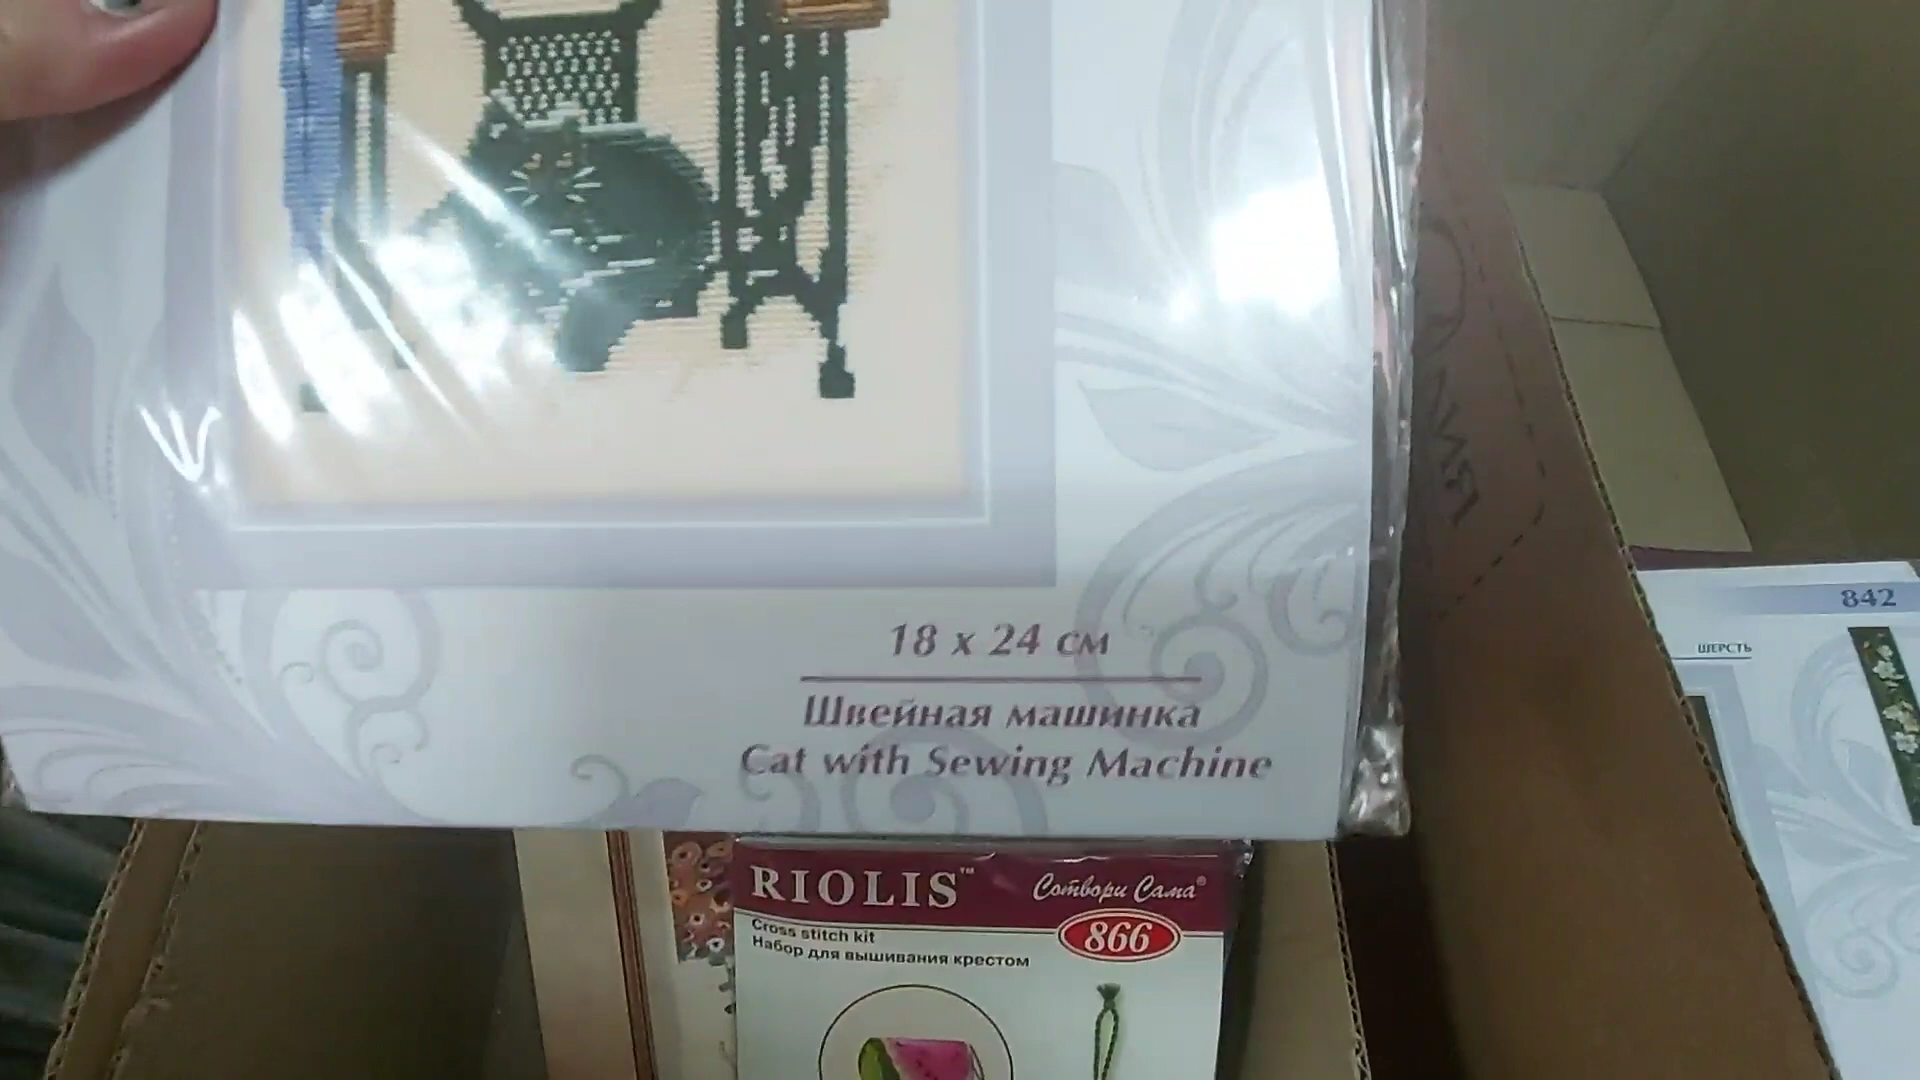 18 x 24 см
Швейная машинка
Cat with Sewing Machine
RIOLIS™
Сотвори Сама®
866
Cross stitch kit
Набор для вышивания крестом
842
ШЕРСТЬ